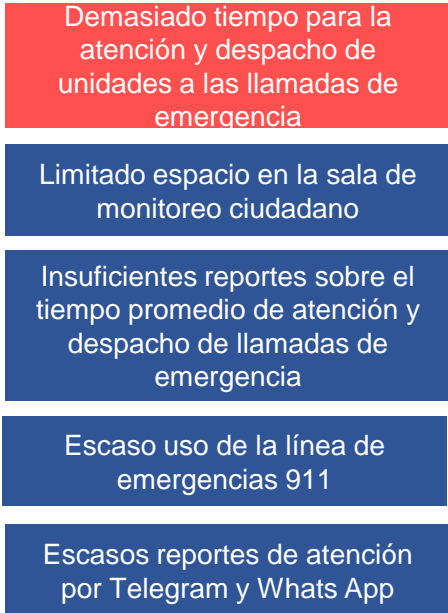 Demasiado tiempo para la
atención y despacho de
unidades a las llamadas de
emergencia
Limitado espacio en la sala de
monitoreo ciudadano
Insuficientes reportes sobre el
tiempo promedio de atención y
despacho de llamadas de
emergencia
Escaso uso de la línea de
emergencias 911
Escasos reportes de atención
por Telegram y Whats App